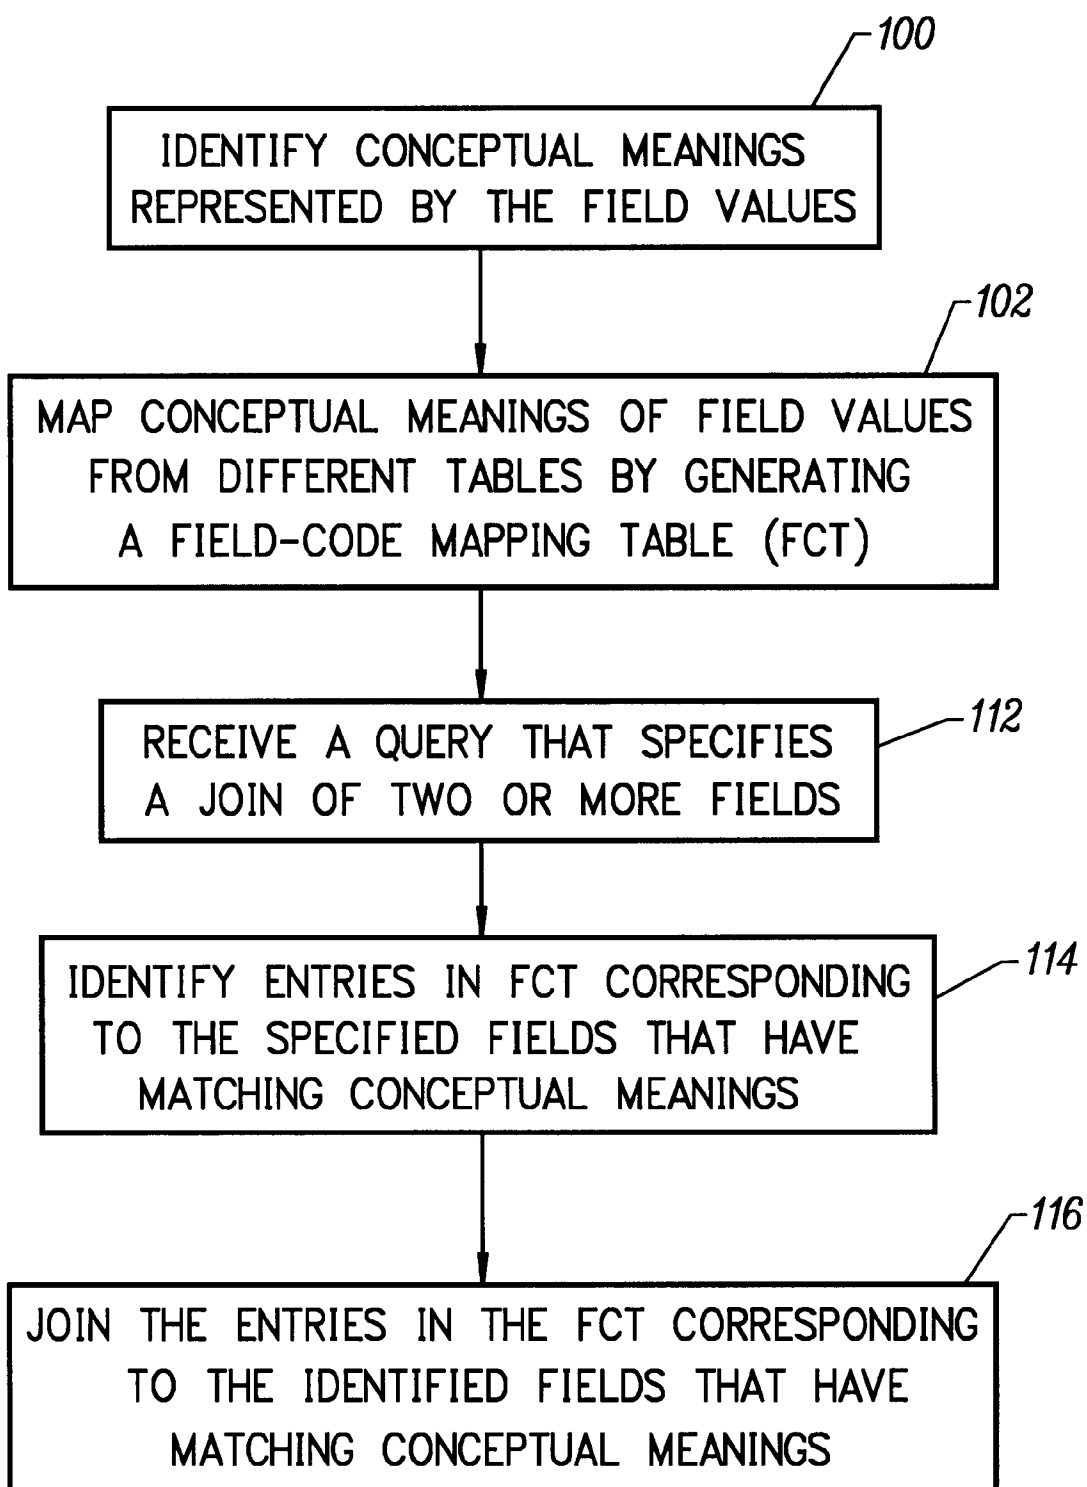 100
IDENTIFY CONCEPTUAL MEANINGS
REPRESENTED BY THE FIELD VALUES
102
MAP CONCEPTUAL MEANINGS OF FIELD VALUES
FROM DIFFERENT TABLES BY GENERATING
A FIELD-CODE MAPPING TABLE (FCT)
112
RECEIVE A QUERY THAT SPECIFIES
A JOIN OF TWO OR MORE FIELDS
114
IDENTIFY ENTRIES IN FCT CORRESPONDING
TO THE SPECIFIED FIELDS THAT HAVE
MATCHING CONCEPTUAL MEANINGS
116
JOIN THE ENTRIES IN THE FCT CORRESPONDING
TO THE IDENTIFIED FIELDS THAT HAVE
MATCHING CONCEPTUAL MEANINGS